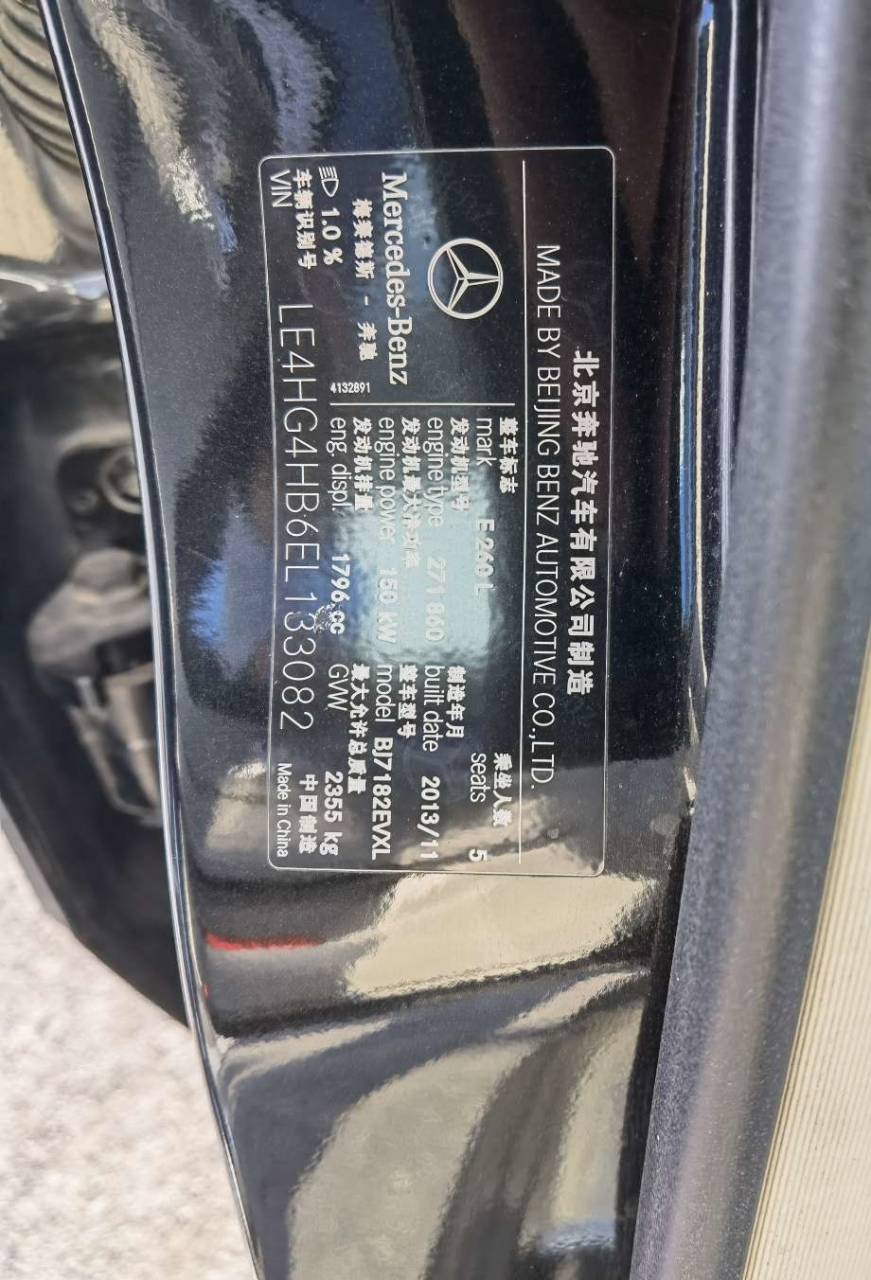 北京奔驰汽车有限公司制造
MADE BY BEIJING BENZ AUTOMOTIVE CO.,LTD.
Mercedes-Benz
梅赛德斯 - 奔驰
1.0 %
4132891
整车标志
mark E 260 L
乘坐人数
seats 5
发动机型号
engine type 271 860
制造年月
built date 2013/11
发动机最大净功率
engine power 150 kW
整车型号
model BJ7182EVXL
发动机排量
eng. displ. 1796 cc
最大允许总质量
GVW 2355 kg
车辆识别号
VIN LE4HG4HB6EL133082
中国制造
Made in China